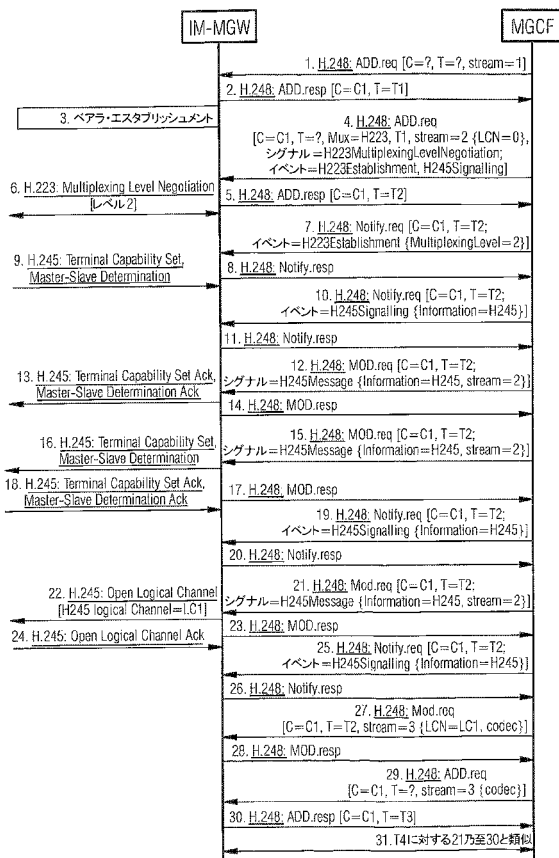 IM-MGW
MGCF
1. H.248: ADD.req [C=?, T=?, stream=1]
2. H.248: ADD.resp [C=C1, T=T1]
3. ベアラ・エスタブリッシュメント
4. H.248: ADD.req
[C=C1, T=?, Mux=H223, T1, stream=2 {LCN=0},
シグナル=H223MultiplexingLevelNegotiation;
イベント=H223Establishment, H245Signalling]
6. H.223: Multiplexing Level Negotiation
[レベル2]
5. H.248: ADD.resp [C=C1, T=T2]
7. H.248: Notify.req [C=C1, T=T2;
イベント=H223Establishment {MultiplexingLevel=2}]
9. H.245: Terminal Capability Set,
Master-Slave Determination
8. H.248: Notify.resp
10. H.248: Notify.req [C=C1, T=T2;
イベント=H245Signalling {Information=H245}]
11. H.248: Notify.resp
12. H.248: MOD.req [C=C1, T=T2;
シグナル=H245Message {Information=H245, stream=2}]
13. H.245: Terminal Capability Set Ack,
Master-Slave Determination Ack
14. H.248: MOD.resp
15. H.248: MOD.req [C=C1, T=T2;
シグナル=H245Message {Information=H245, stream=2}]
16. H.245: Terminal Capability Set,
Master-Slave Determination
18. H.245: Terminal Capability Set Ack,
Master-Slave Determination Ack
17. H.248: MOD.resp
19. H.248: Notify.req [C=C1, T=T2;
イベント=H245Signalling {Information=H245}]
20. H.248: Notify.resp
21. H.248: Mod.req [C=C1, T=T2;
シグナル=H245Message {Information=H245, stream=2}]
22. H.245: Open Logical Channel
[H245 logical Channel=LC1]
23. H.248: MOD.resp
24. H.245: Open Logical Channel Ack
25. H.248: Notify.req [C=C1, T=T2;
イベント=H245Signalling {Information=H245}]
26. H.248: Notify.resp
27. H.248: Mod.req
[C=C1, T=T2, stream=3 {LCN=LC1, codec}]
28. H.248: MOD.resp
29. H.248: ADD.req
[C=C1, T=?, stream=3 {codec}]
30. H.248: ADD.resp [C=C1, T=T3]
31. T4に対する21乃至30と類似